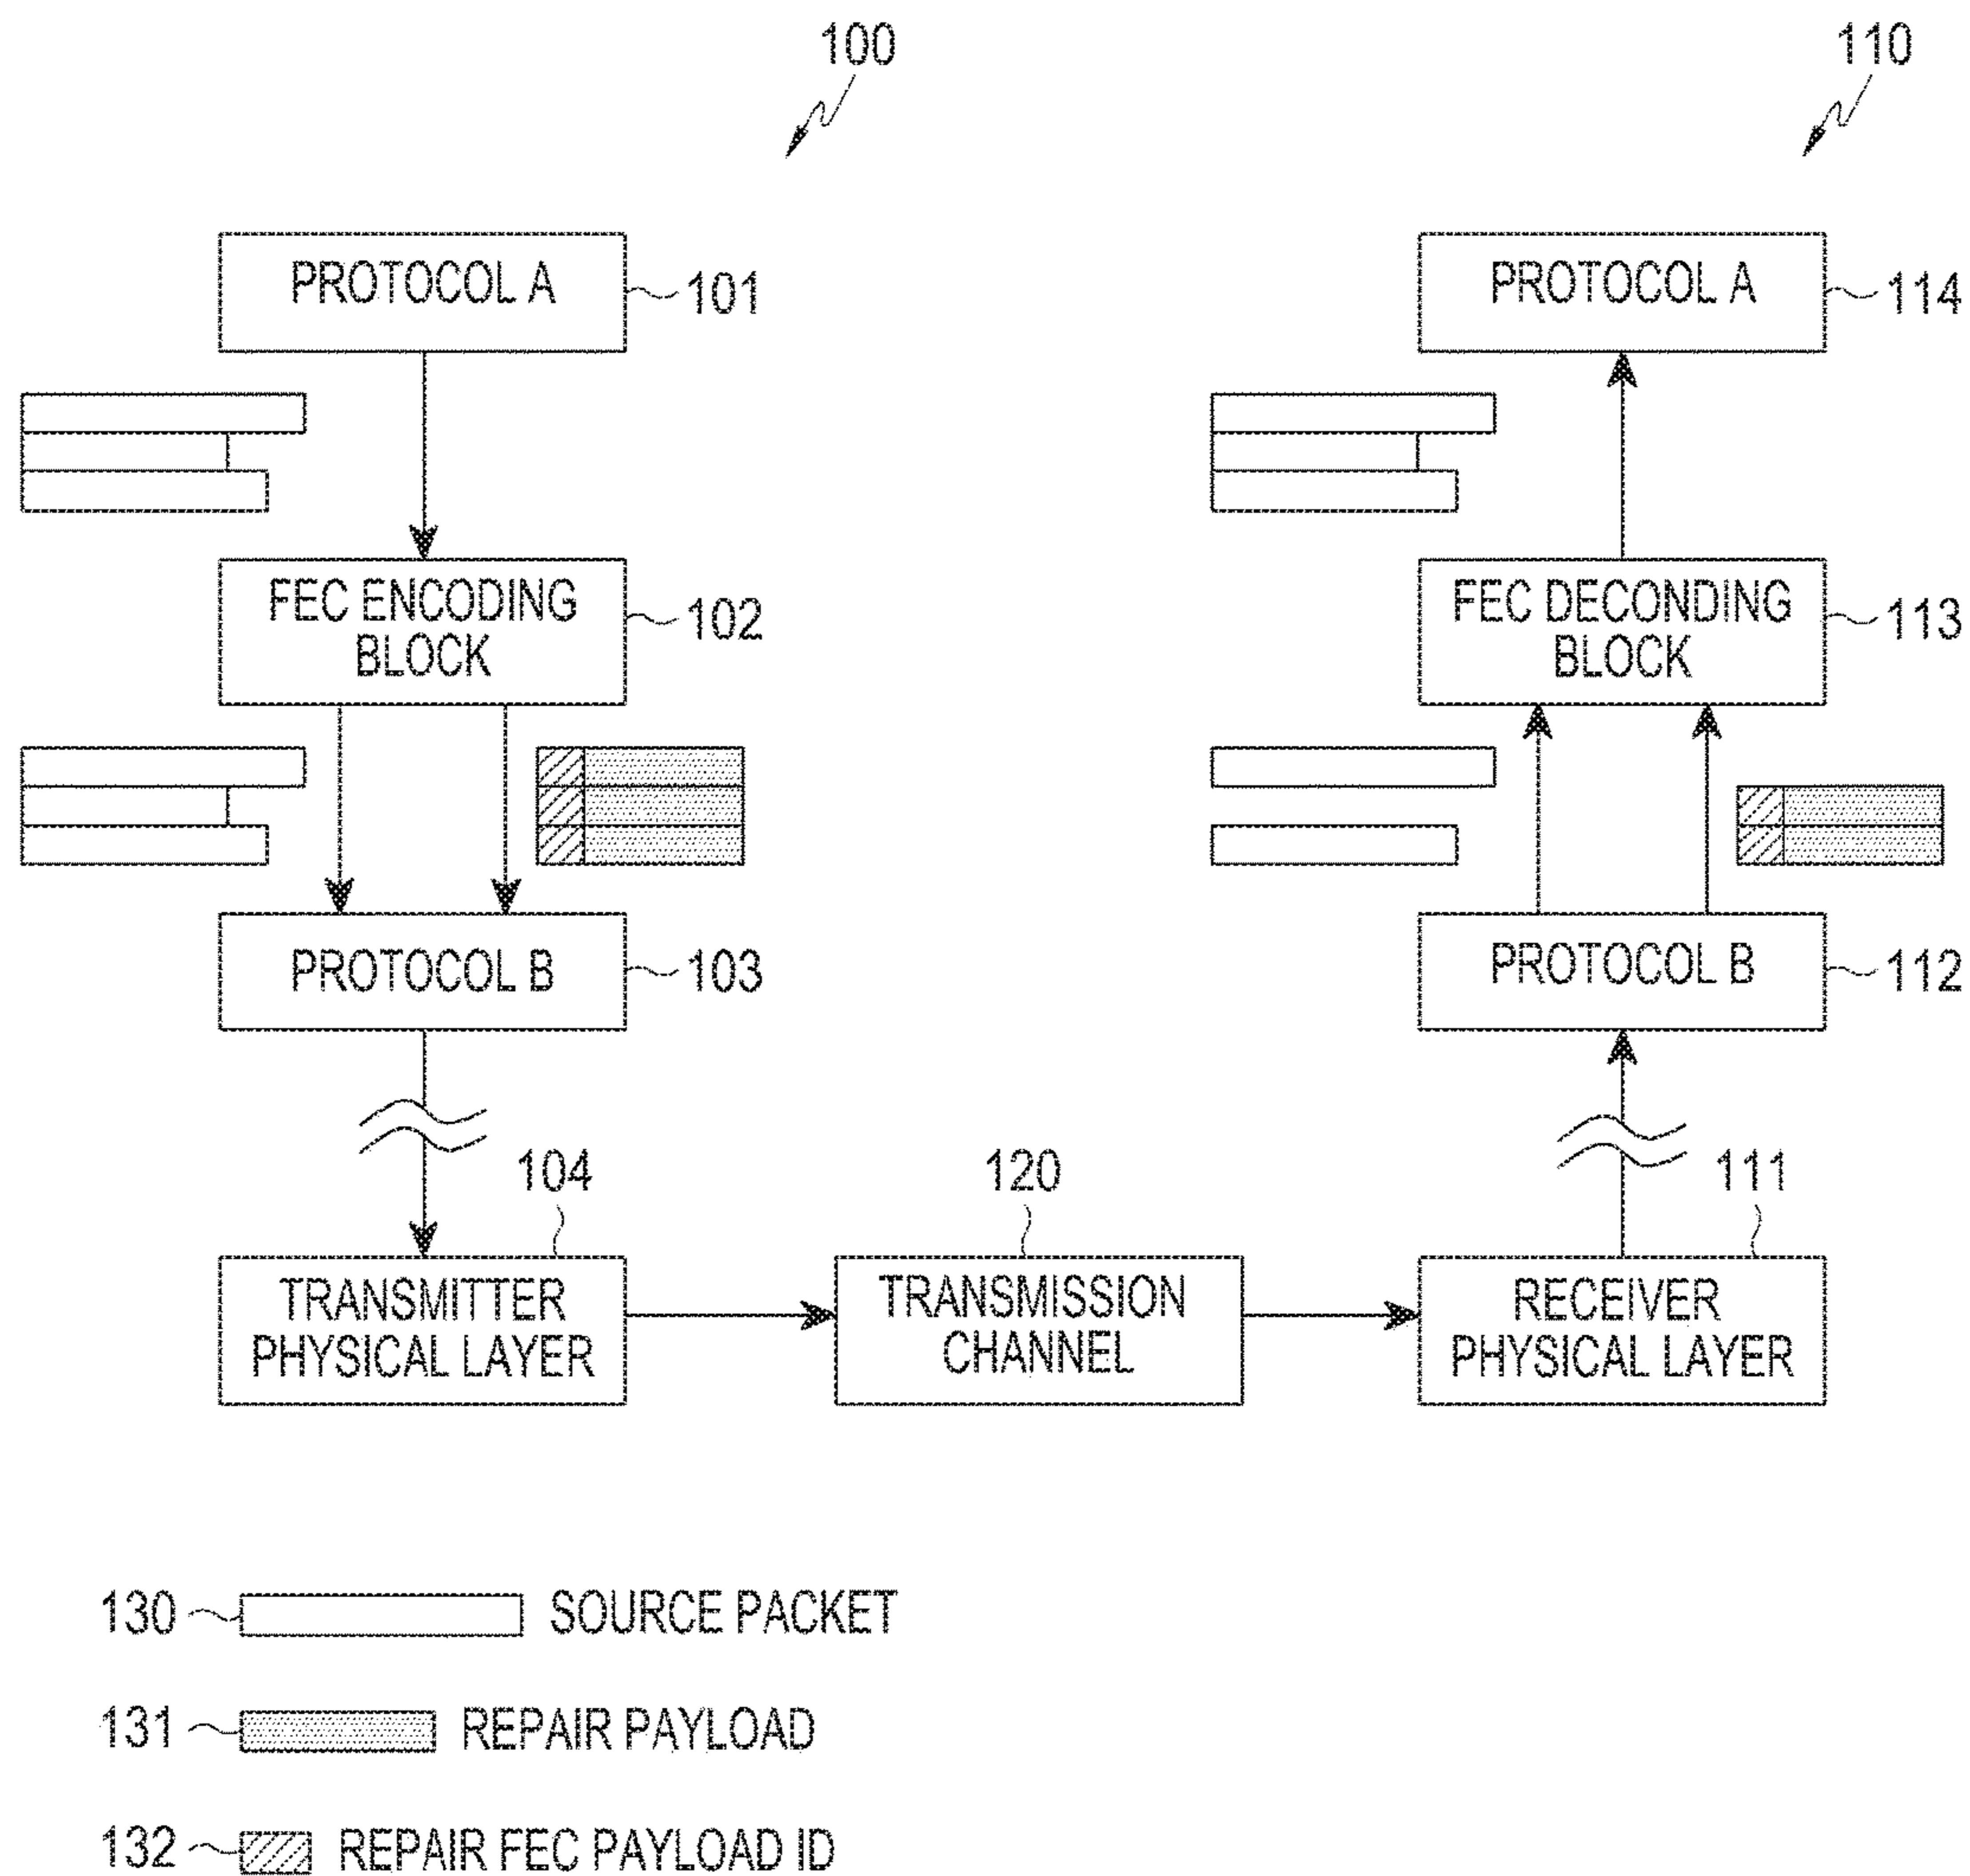 100
110
PROTOCOL A
101
PROTOCOL A
114
FEC ENCODING
BLOCK
102
FEC DECONDING
BLOCK
113
PROTOCOL B
103
PROTOCOL B
112
104
120
111
TRANSMITTER
PHYSICAL LAYER
TRANSMISSION
CHANNEL
RECEIVER
PHYSICAL LAYER
130 SOURCE PACKET
131 REPAIR PAYLOAD
132 REPAIR FEC PAYLOAD ID